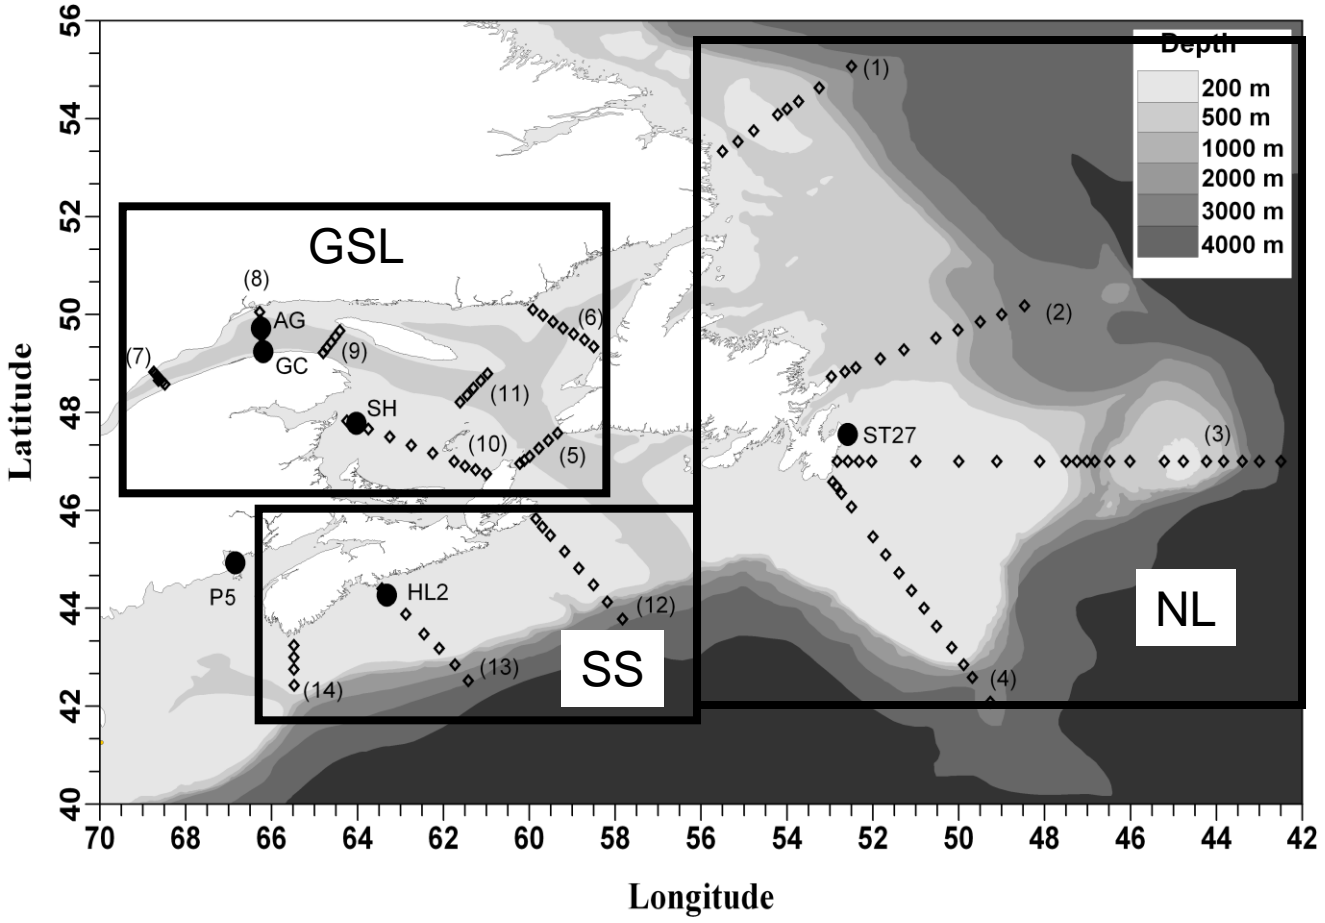 56
54
52
50
48
46
44
42
40
Latitude
70 68 66 64 62 60 58 56 54 52 50 48 46 44 42
Longitude
Depth
200 m
500 m
1000 m
2000 m
3000 m
4000 m
GSL
(8)
AG
GC
(7)
(9)
(6)
(11)
SH
(10)
(5)
(1)
(2)
ST27
(3)
(4)
NL
P5
HL2
(12)
(13)
(14)
SS